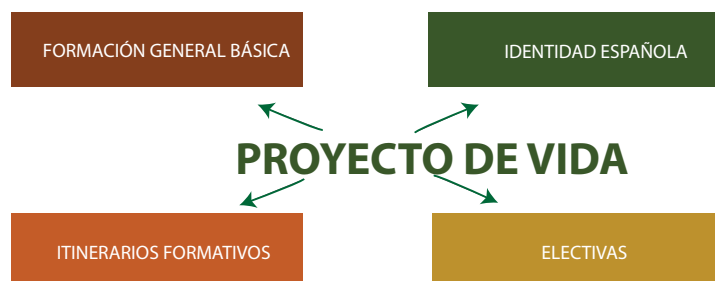 FORMACIÓN GENERAL BÁSICA
IDENTIDAD ESPAÑOLA
PROYECTO DE VIDA
ITINERARIOS FORMATIVOS
ELECTIVAS